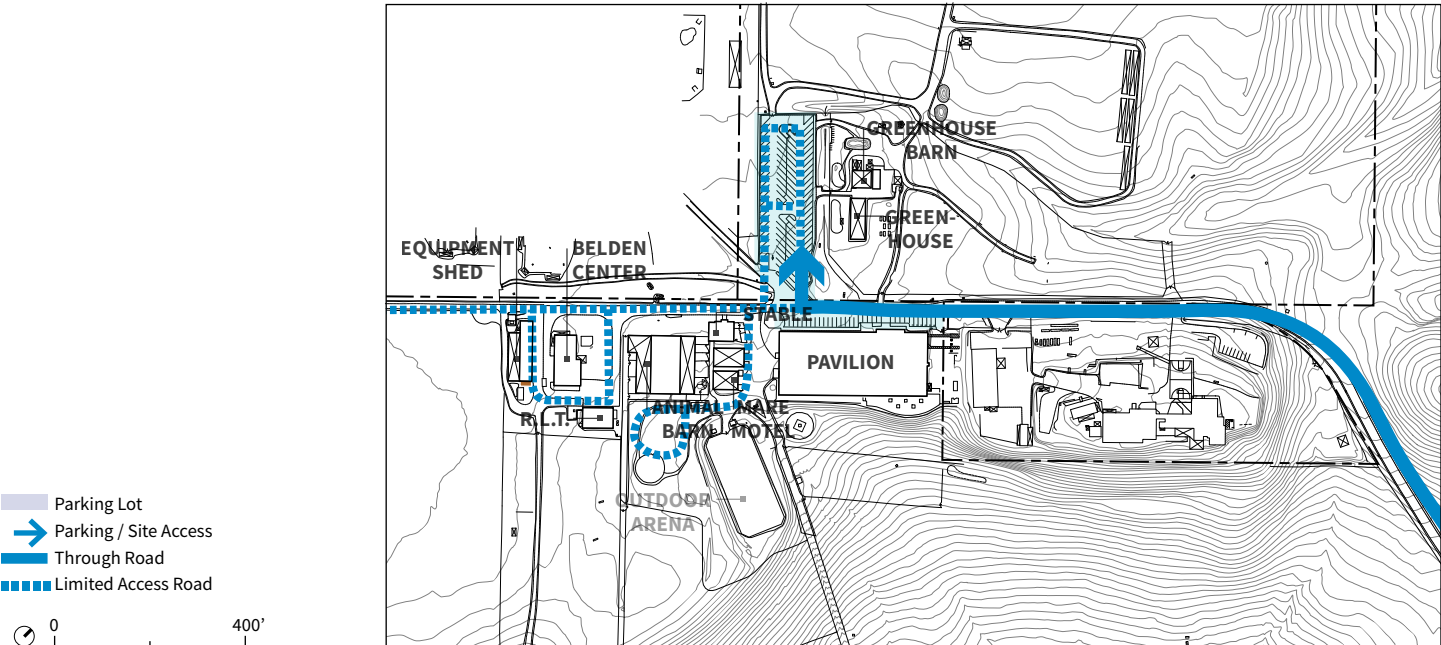 GREENHOUSE
BARN
GREEN-
HOUSE
EQUIPMENT
SHED
BELDEN
CENTER
STABLE
PAVILION
R.L.T.
ANIMAL
BARN
MARE
MOTEL
OUTDOOR
ARENA
Parking Lot
Parking / Site Access
Through Road
Limited Access Road
0 400’